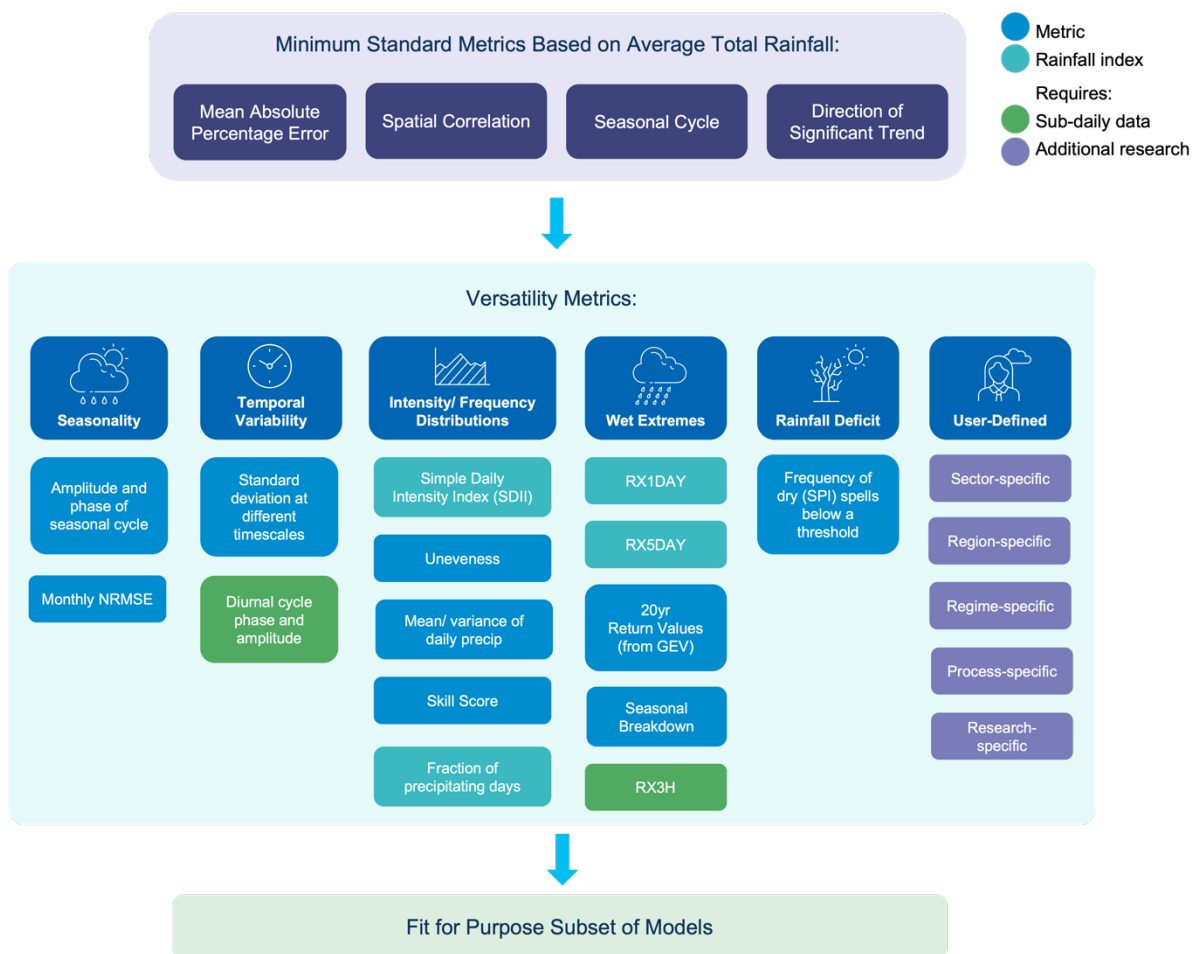 Minimum Standard Metrics Based on Average Total Rainfall:
Mean Absolute
Percentage Error
Spatial Correlation
Seasonal Cycle
Direction of
Significant Trend
Metric
Rainfall index
Requires:
Sub-daily data
Additional research
Versatility Metrics:
Seasonality
Amplitude and
phase of
seasonal cycle
Monthly NRMSE
Temporal
Variability
Standard
deviation at
different
timescales
Diurnal cycle
phase and
amplitude
Intensity/ Frequency
Distributions
Simple Daily
Intensity Index (SDII)
Uneveness
Mean/ variance of
daily precip
Skill Score
Fraction of
precipitating days
Wet Extremes
RX1DAY
RX5DAY
20yr
Return Values
(from GEV)
Seasonal
Breakdown
RX3H
Rainfall Deficit
Frequency of
dry (SPI) spells
below a
threshold
User-Defined
Sector-specific
Region-specific
Regime-specific
Process-specific
Research-
specific
Fit for Purpose Subset of Models